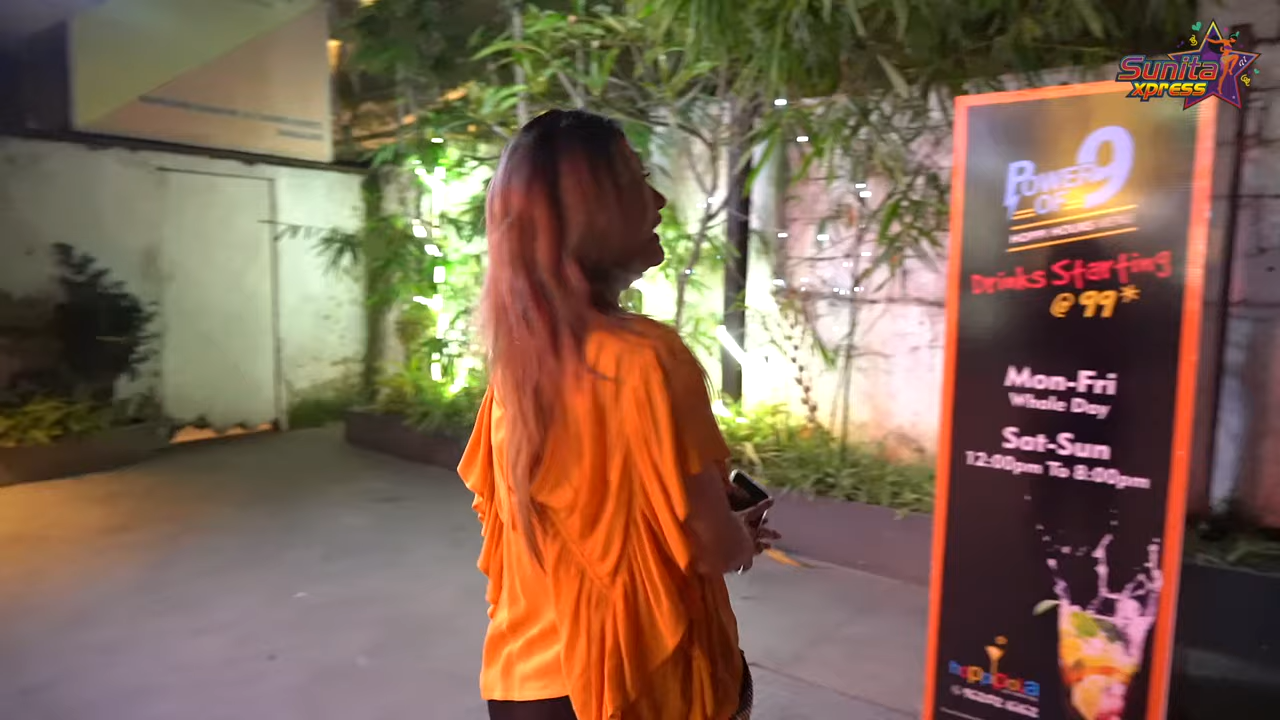 Sunita
xpress
POWER
OF 9
HAPPY HOURS MENU
Drinks Starting
@ 99*
Mon-Fri
Whole Day
Sat-Sun
12:00pm To 8:00pm